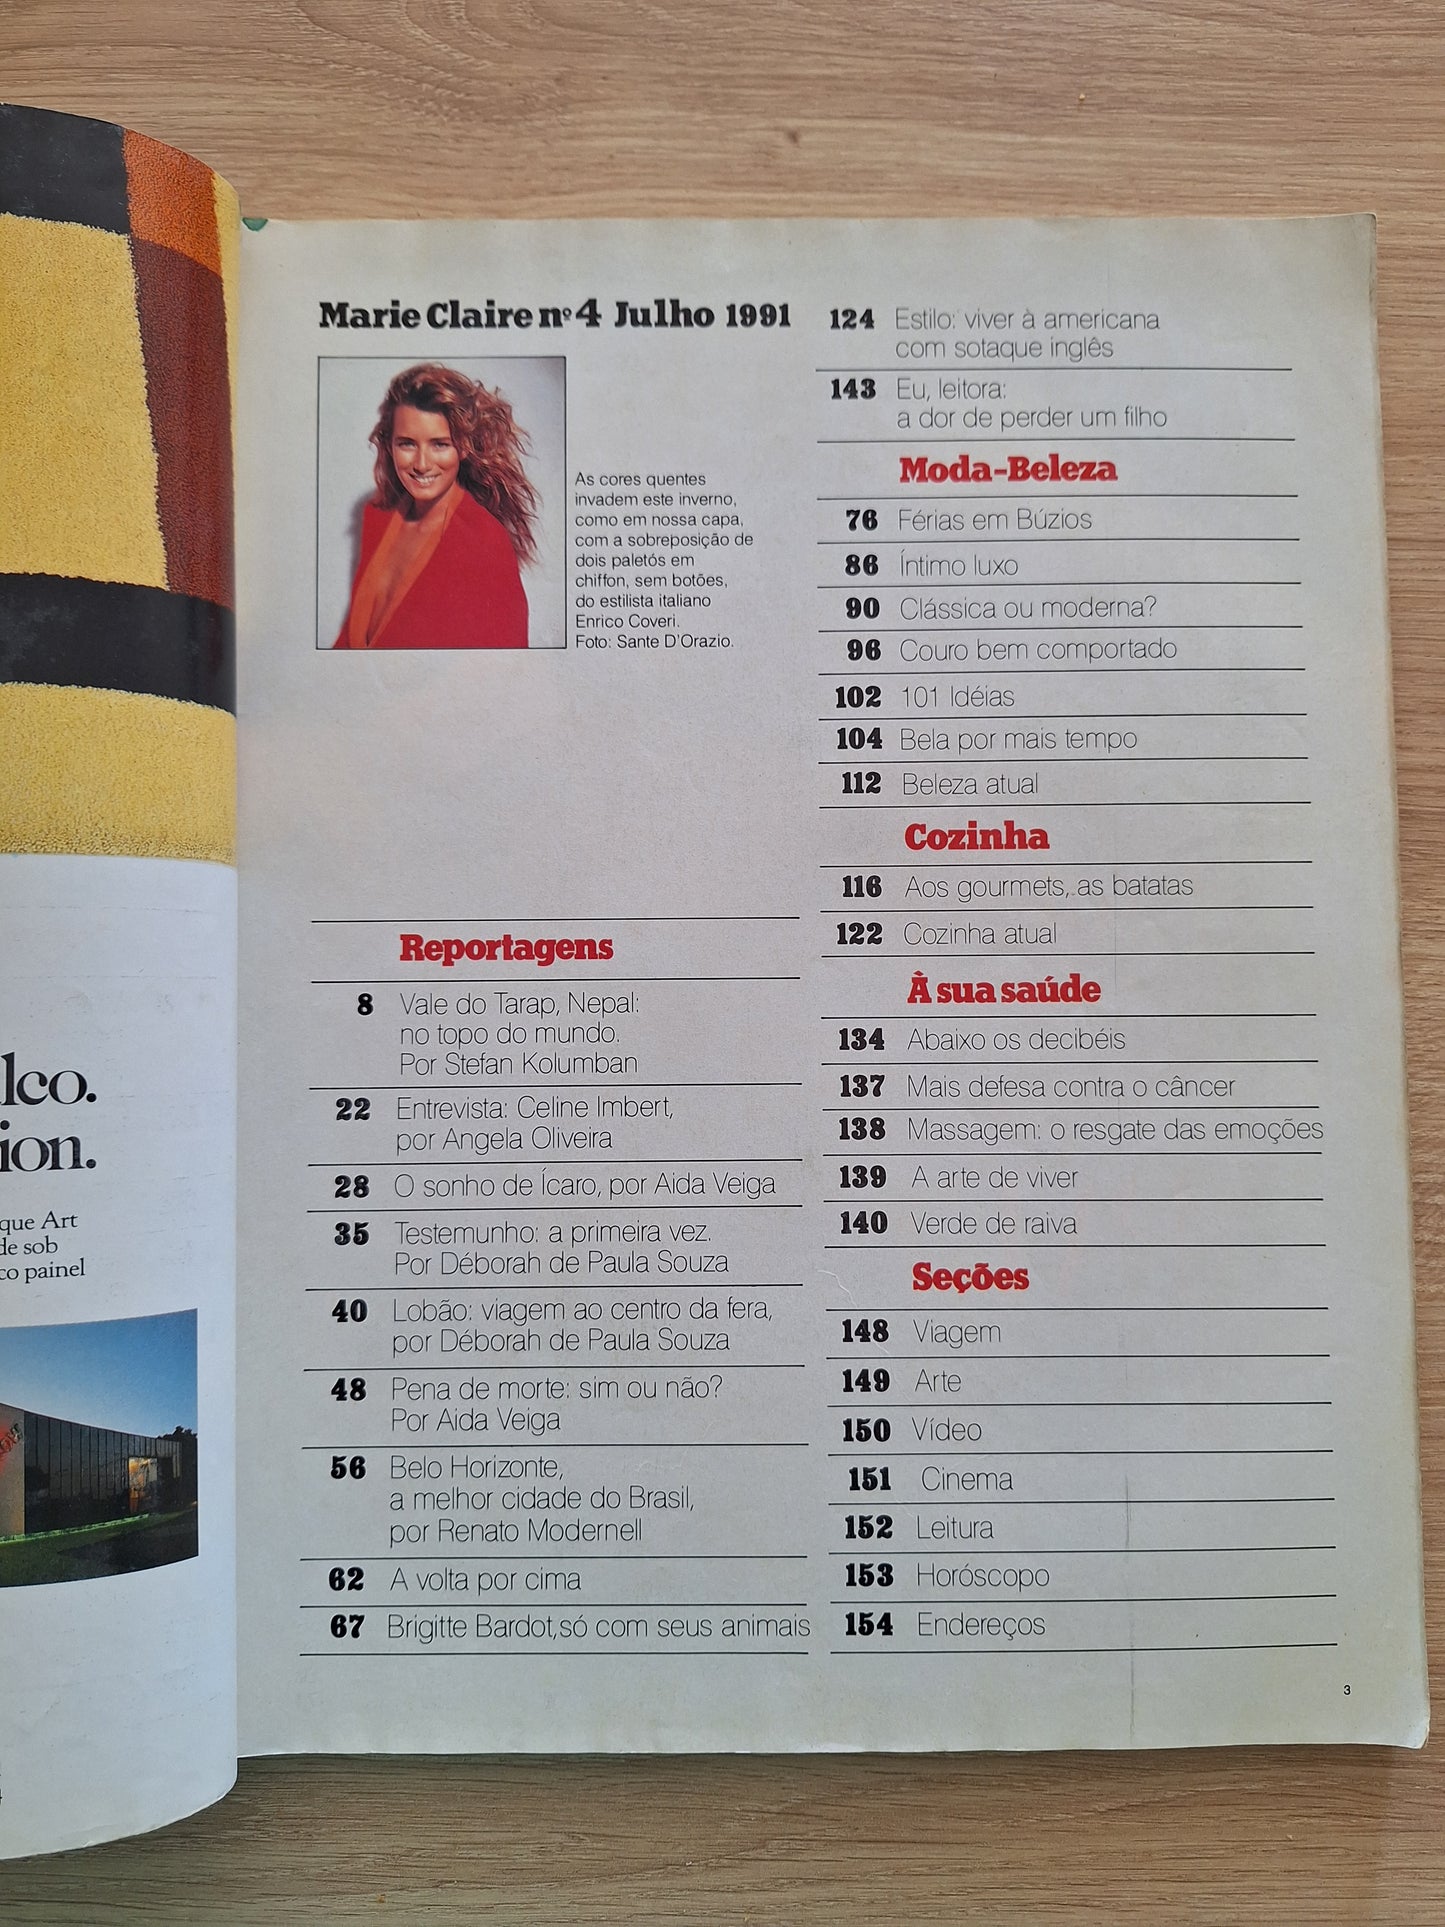 lco.
ion.
que Art
de sob
co painel
Marie Claire nº 4 Julho 1991
As cores quentes
invadem este inverno,
como em nossa capa,
com a sobreposição de
dois paletós em
chiffon, sem botões,
do estilista italiano
Enrico Coveri.
Foto: Sante D'Orazio.
Reportagens
8 Vale do Tarap, Nepal:
no topo do mundo.
Por Stefan Kolumban
22 Entrevista: Celine Imbert,
por Angela Oliveira
28 O sonho de Ícaro, por Aida Veiga
35 Testemunho: a primeira vez.
Por Déborah de Paula Souza
40 Lobão: viagem ao centro da fera,
por Déborah de Paula Souza
48 Pena de morte: sim ou não?
Por Aida Veiga
56 Belo Horizonte,
a melhor cidade do Brasil,
por Renato Modernell
62 A volta por cima
67 Brigitte Bardot,só com seus animais
124 Estilo: viver à americana
com sotaque inglês
143 Eu, leitora:
a dor de perder um filho
Moda-Beleza
76 Férias em Búzios
86 Íntimo luxo
90 Clássica ou moderna?
96 Couro bem comportado
102 101 Idéias
104 Bela por mais tempo
112 Beleza atual
Cozinha
116 Aos gourmets, as batatas
122 Cozinha atual
À sua saúde
134 Abaixo os decibéis
137 Mais defesa contra o câncer
138 Massagem: o resgate das emoções
139 A arte de viver
140 Verde de raiva
Seções
148 Viagem
149 Arte
150 Vídeo
151 Cinema
152 Leitura
153 Horóscopo
154 Endereços
3